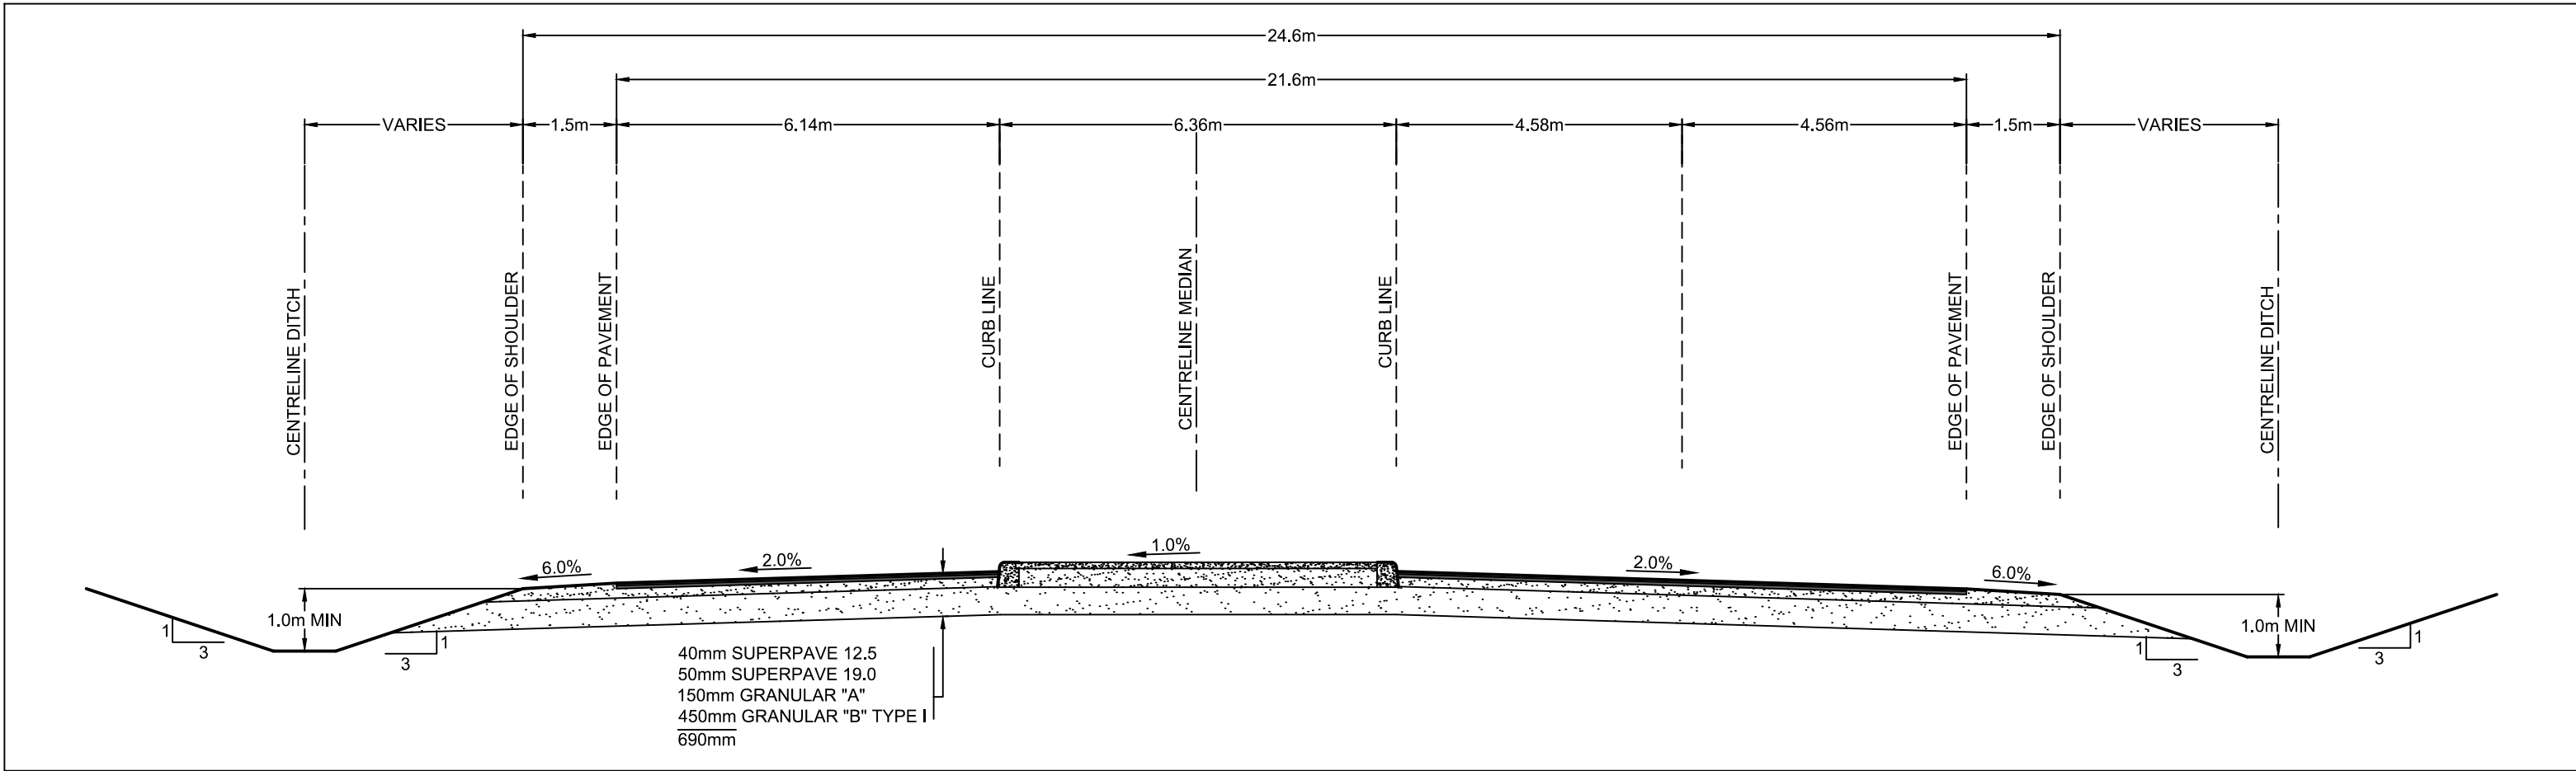 24.6m
21.6m
VARIES
1.5m
6.14m
6.36m
4.58m
4.56m
1.5m
VARIES
CENTRELINE DITCH
EDGE OF SHOULDER
EDGE OF PAVEMENT
CURB LINE
CENTRELINE MEDIAN
CURB LINE
EDGE OF PAVEMENT
EDGE OF SHOULDER
CENTRELINE DITCH
6.0%
2.0%
1.0%
2.0%
6.0%
1.0m MIN
1.0m MIN
1
3
1
3
1
3
1
3
40mm SUPERPAVE 12.5
50mm SUPERPAVE 19.0
150mm GRANULAR "A"
450mm GRANULAR "B" TYPE I
690mm